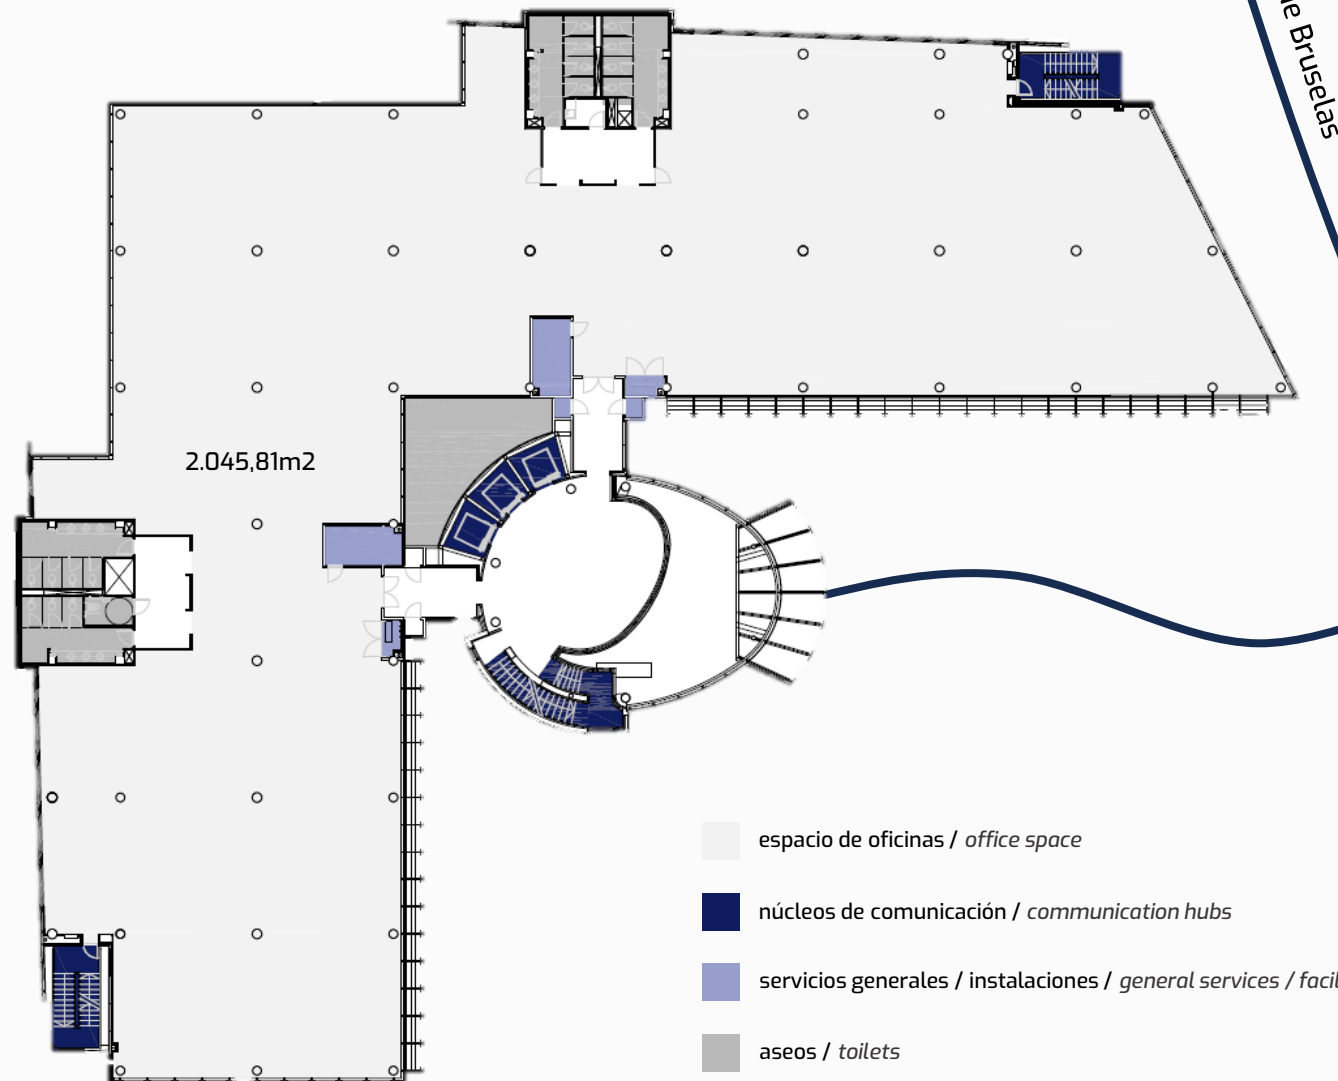 Bruselas
2.045,81m2
espacio de oficinas / office space
núcleos de comunicación / communication hubs
servicios generales / instalaciones / general services /
aseos / toilets